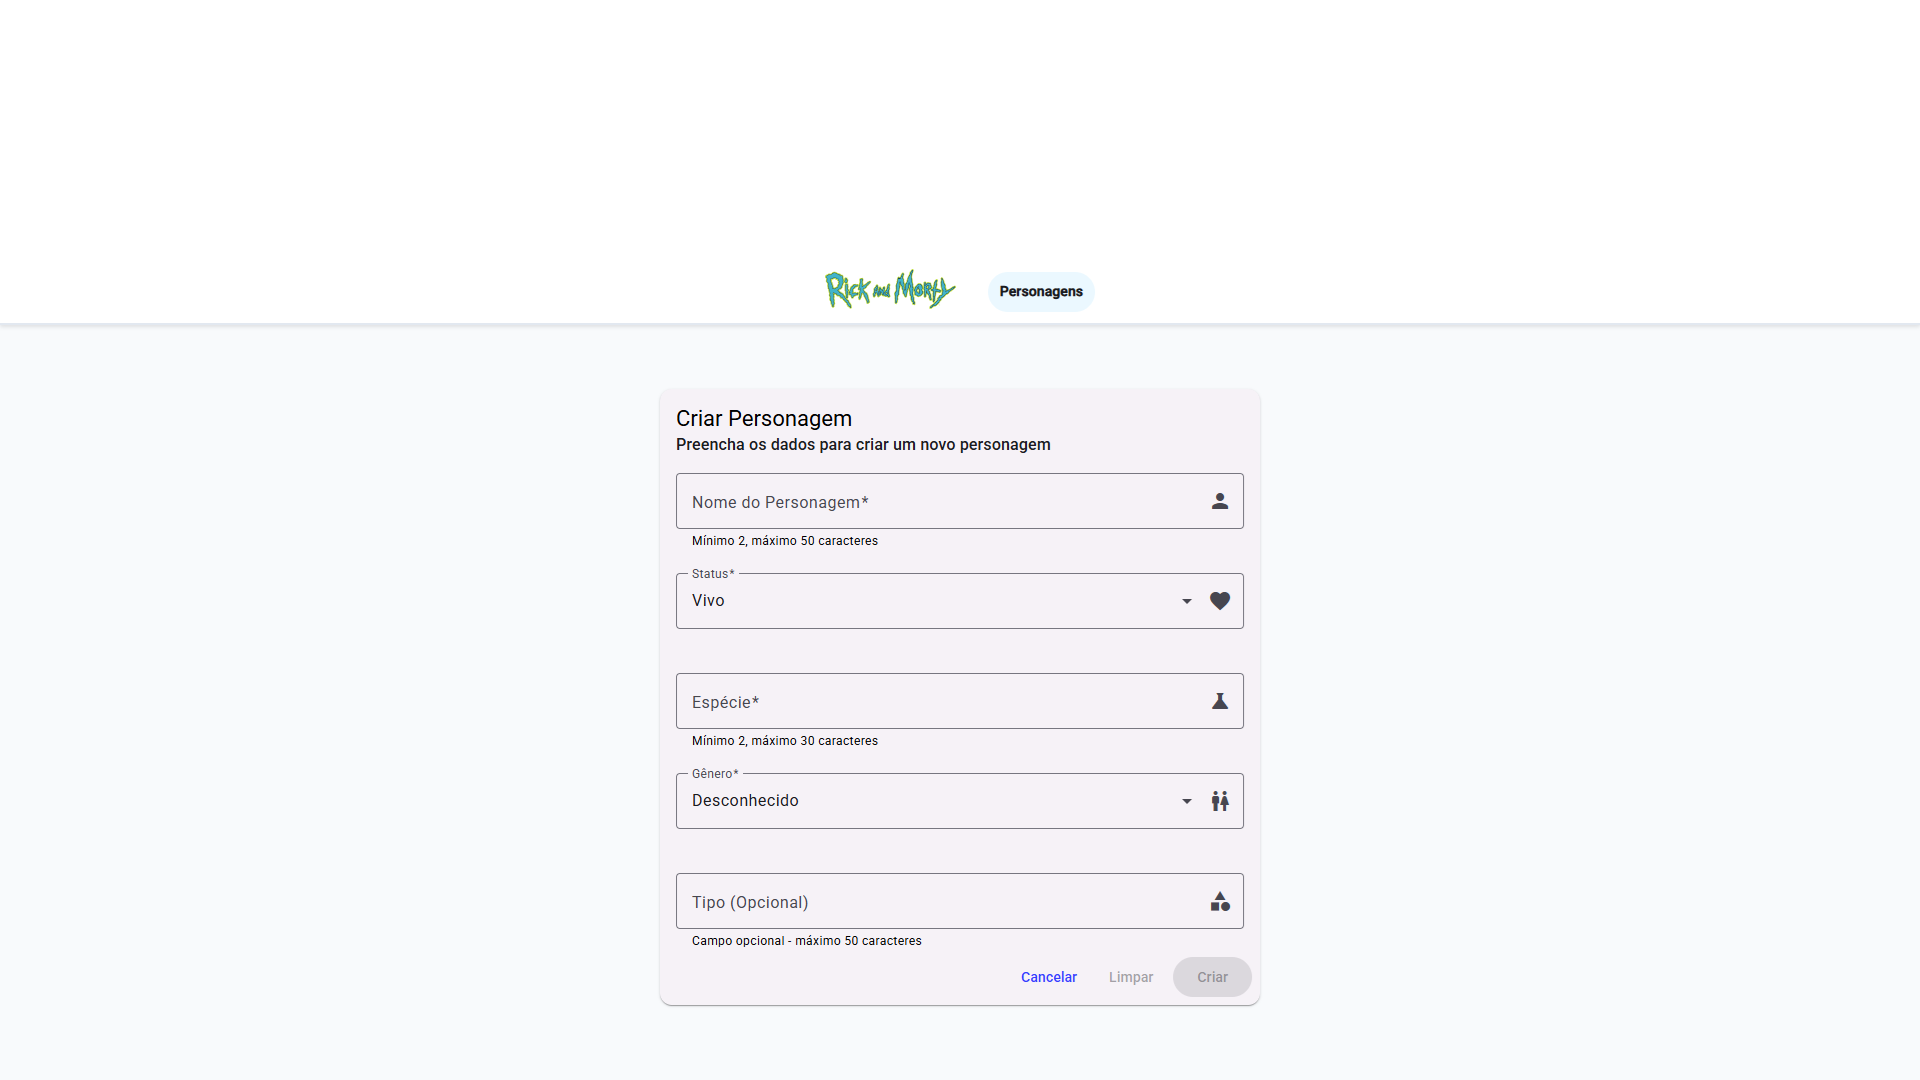 Rick and Morty
Personagens
Criar Personagem
Preencha os dados para criar um novo personagem
Nome do Personagem*
Mínimo 2, máximo 50 caracteres
Status*
Vivo
Espécie*
Mínimo 2, máximo 30 caracteres
Gênero*
Desconhecido
Tipo (Opcional)
Campo opcional - máximo 50 caracteres
Cancelar
Limpar
Criar